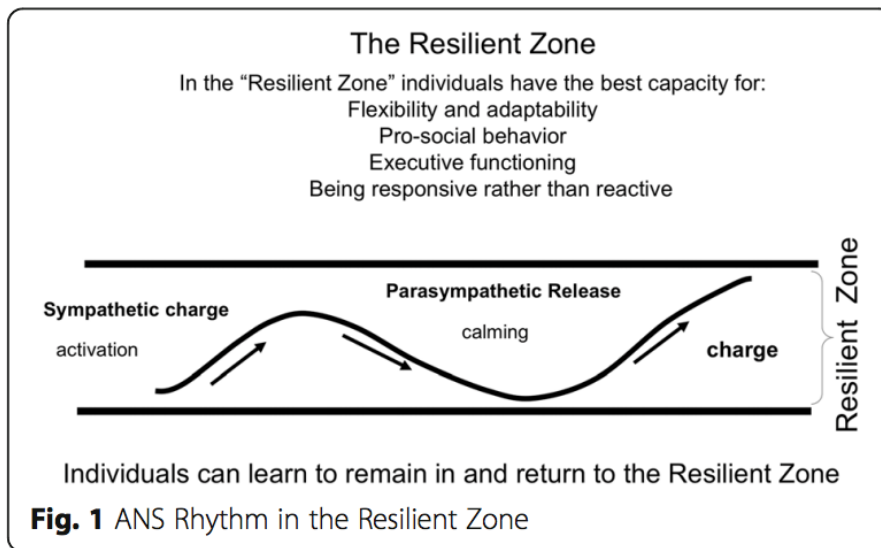 The Resilient Zone
In the “Resilient Zone” individuals have the best capacity for:
Flexibility and adaptability
Pro-social behavior
Executive functioning
Being responsive rather than reactive
Sympathetic charge
activation
Parasympathetic Release
calming
charge
Resilient Zone
Individuals can learn to remain in and return to the Resilient Zone
Fig. 1 ANS Rhythm in the Resilient Zone